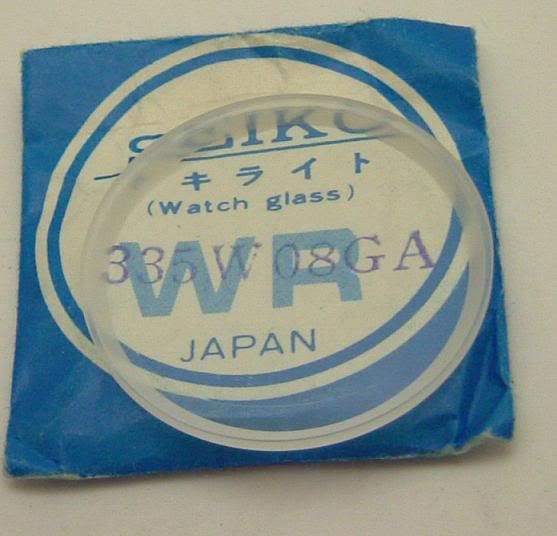 SEIKO
キライト
(Watch glass)
335W08GA
WR
JAPAN